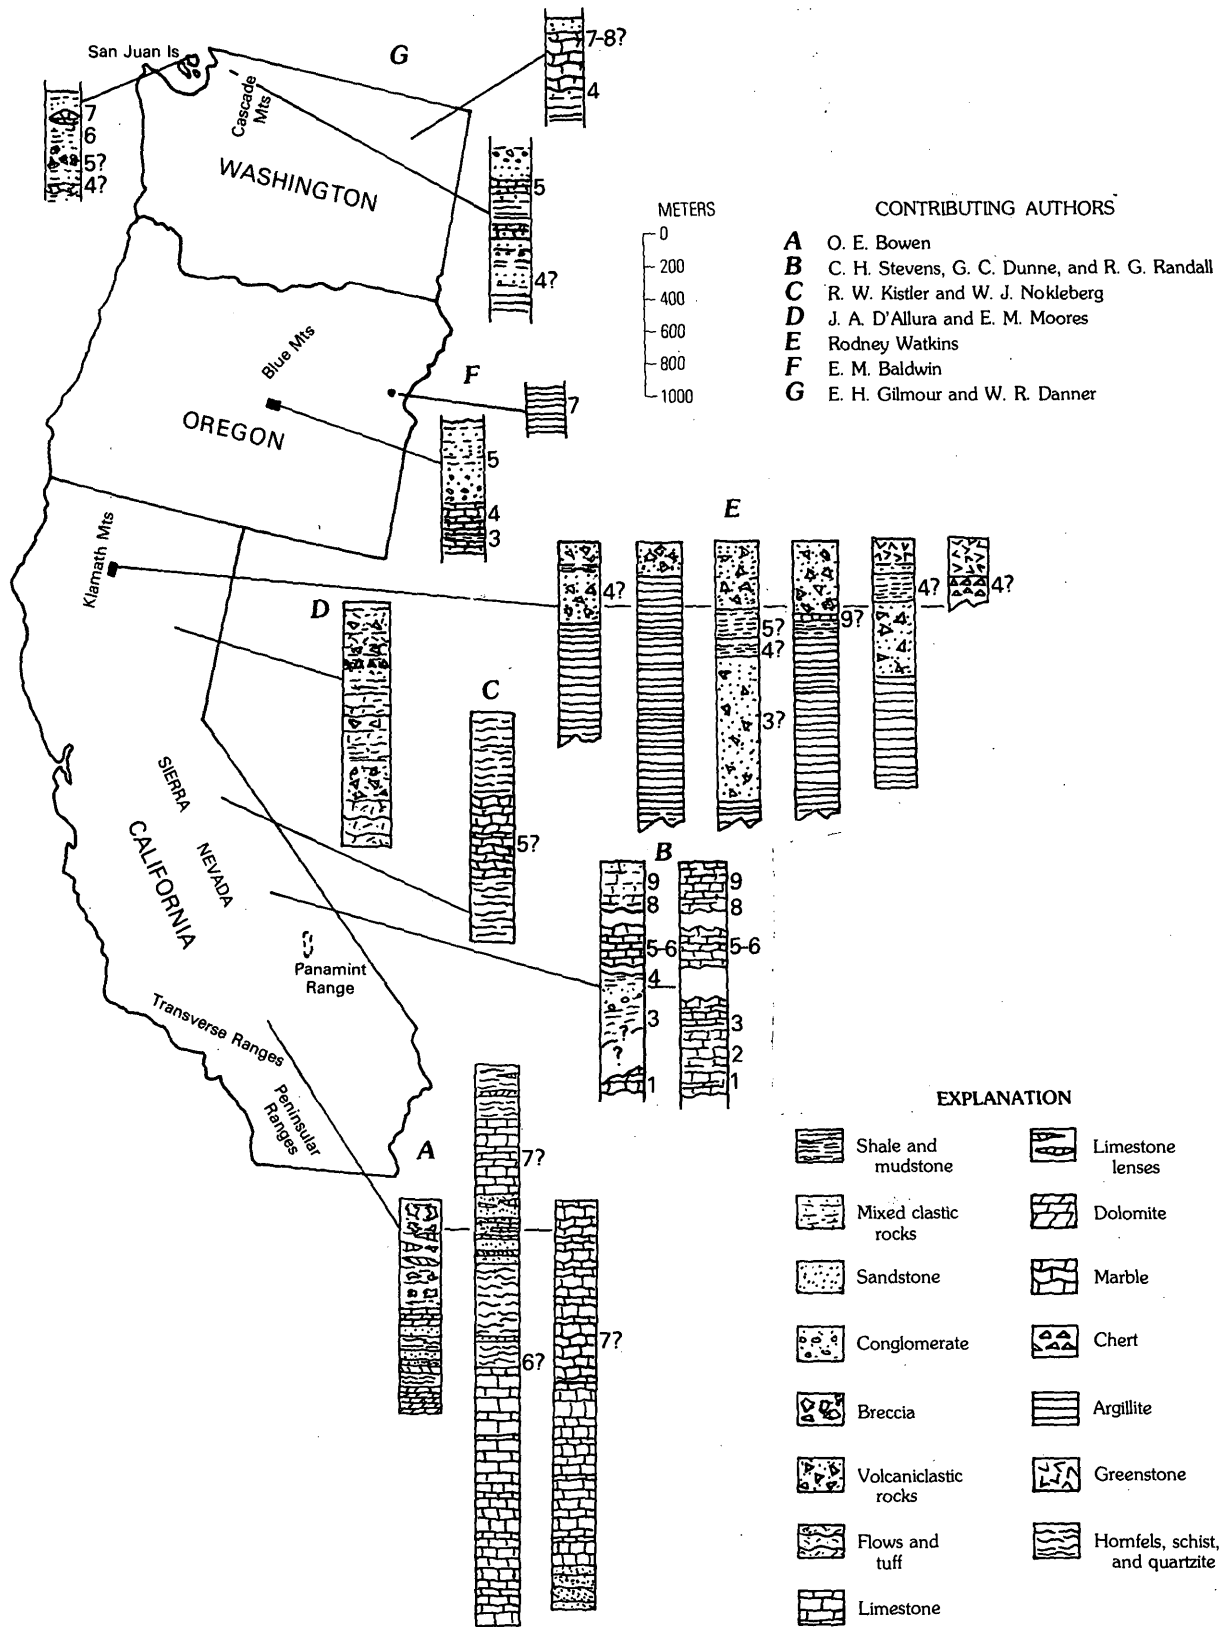 San Juan Is
G
7-8?
4
7
6
5?
4?
Cascade
Mts
WASHINGTON
5
4?
METERS
0
200
400
600
800
1000
CONTRIBUTING AUTHORS
A O. E. Bowen
B C. H. Stevens, G. C. Dunne, and R. G. Randall
C R. W. Kistler and W. J. Nokleberg
D J. A. D'Allura and E. M. Moores
E Rodney Watkins
F E. M. Baldwin
G E. H. Gilmour and W. R. Danner
Blue Mts
F
7
OREGON
5
4
3
E
Klamath Mts
4?
5?
4?
3?
9?
4?
4
4?
D
C
5?
SIERRA
NEVADA
CALIFORNIA
B
9
8
5-6
4
3
?
?
1
9
8
5-6
3
2
1
Panamint
Range
Transverse Ranges
Peninsular
Ranges
A
7?
6?
7?
EXPLANATION
Shale and
mudstone
Mixed clastic
rocks
Sandstone
Conglomerate
Breccia
Volcaniclastic
rocks
Flows and
tuff
Limestone
Limestone
lenses
Dolomite
Marble
Chert
Argillite
Greenstone
Hornfels, schist,
and quartzite